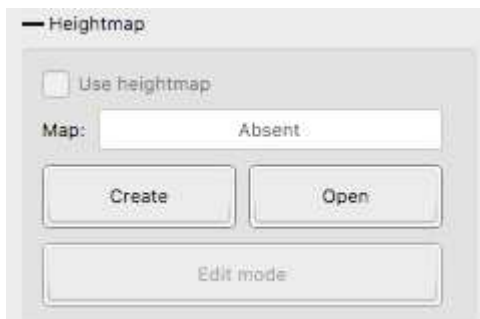 Heightmap
Use heightmap
Map: Absent
Create Open
Edit mode